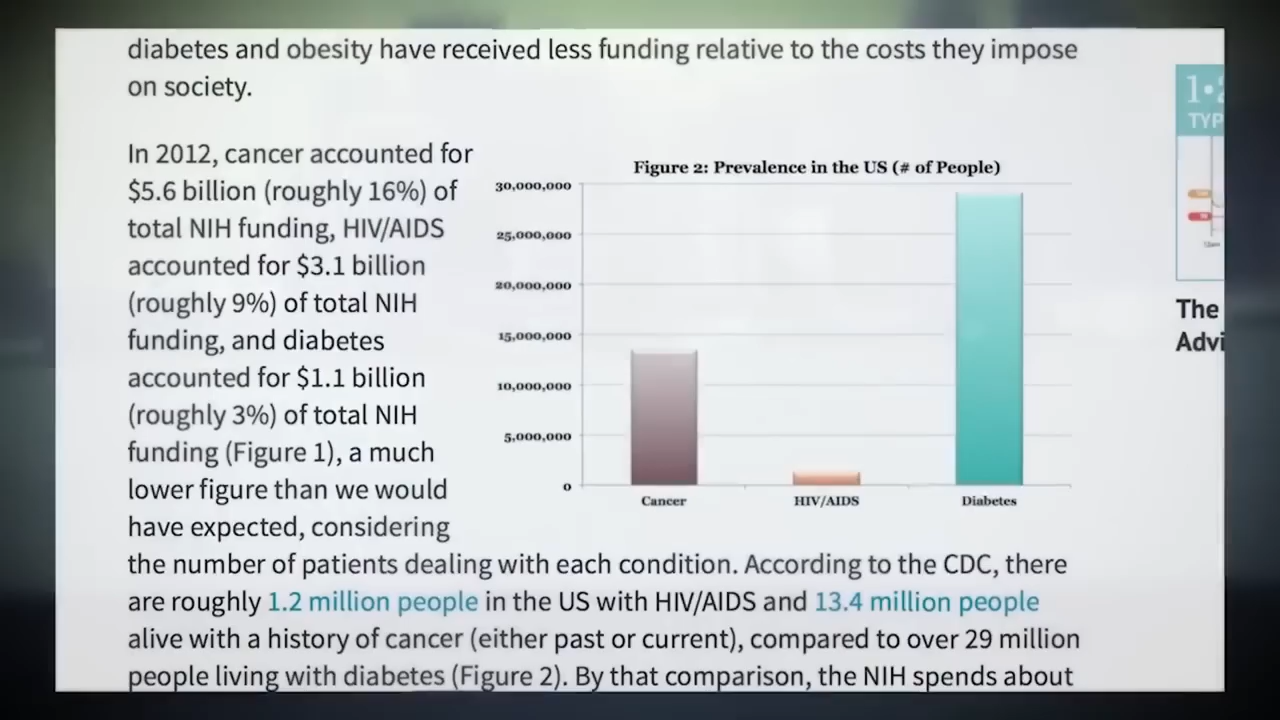 diabetes and obesity have received less funding relative to the costs they impose
on society.
In 2012, cancer accounted for
$5.6 billion (roughly 16%) of
total NIH funding, HIV/AIDS
accounted for $3.1 billion
(roughly 9%) of total NIH
funding, and diabetes
accounted for $1.1 billion
(roughly 3%) of total NIH
funding (Figure 1), a much
lower figure than we would
have expected, considering
the number of patients dealing with each condition. According to the CDC, there
are roughly 1.2 million people in the US with HIV/AIDS and 13.4 million people
alive with a history of cancer (either past or current), compared to over 29 million
people living with diabetes (Figure 2). By that comparison, the NIH spends about
Figure 2: Prevalence in the US (# of People)
30,000,000
25,000,000
20,000,000
15,000,000
10,000,000
5,000,000
0
Cancer HIV/AIDS Diabetes
TYP
The
Advi